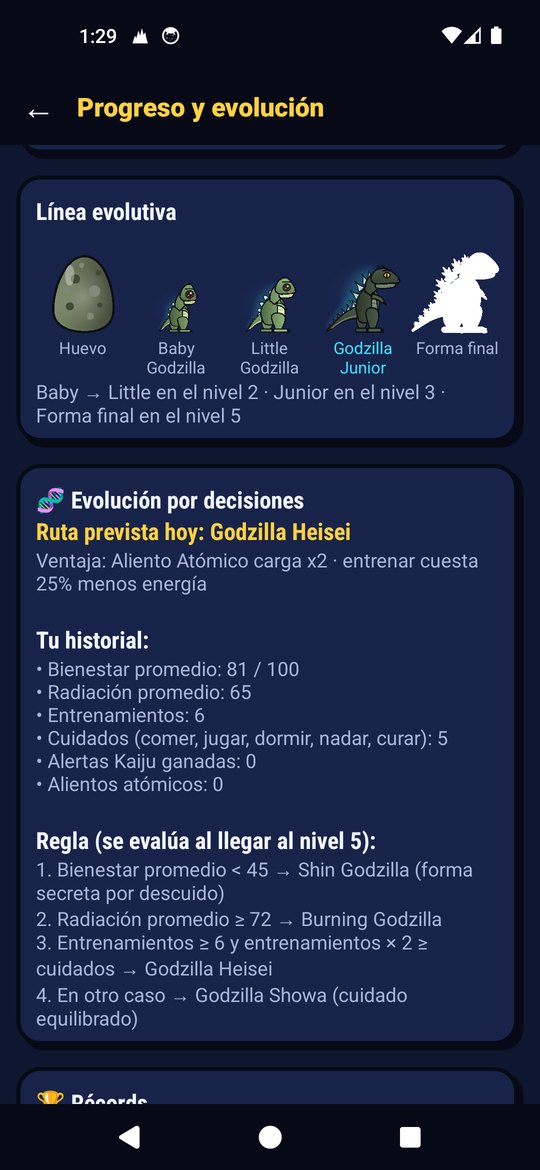 1:29
← Progreso y evolución
Línea evolutiva
Huevo
Baby
Godzilla
Little
Godzilla
Godzilla
Junior
Forma final
Baby → Little en el nivel 2 · Junior en el nivel 3 ·
Forma final en el nivel 5
🧬 Evolución por decisiones
Ruta prevista hoy: Godzilla Heisei
Ventaja: Aliento Atómico carga x2 · entrenar cuesta
25% menos energía
Tu historial:
• Bienestar promedio: 81 / 100
• Radiación promedio: 65
• Entrenamientos: 6
• Cuidados (comer, jugar, dormir, nadar, curar): 5
• Alertas Kaiju ganadas: 0
• Alientos atómicos: 0
Regla (se evalúa al llegar al nivel 5):
1. Bienestar promedio < 45 → Shin Godzilla (forma
secreta por descuido)
2. Radiación promedio ≥ 72 → Burning Godzilla
3. Entrenamientos ≥ 6 y entrenamientos × 2 ≥
cuidados → Godzilla Heisei
4. En otro caso → Godzilla Showa (cuidado
equilibrado)
🏆 Récords